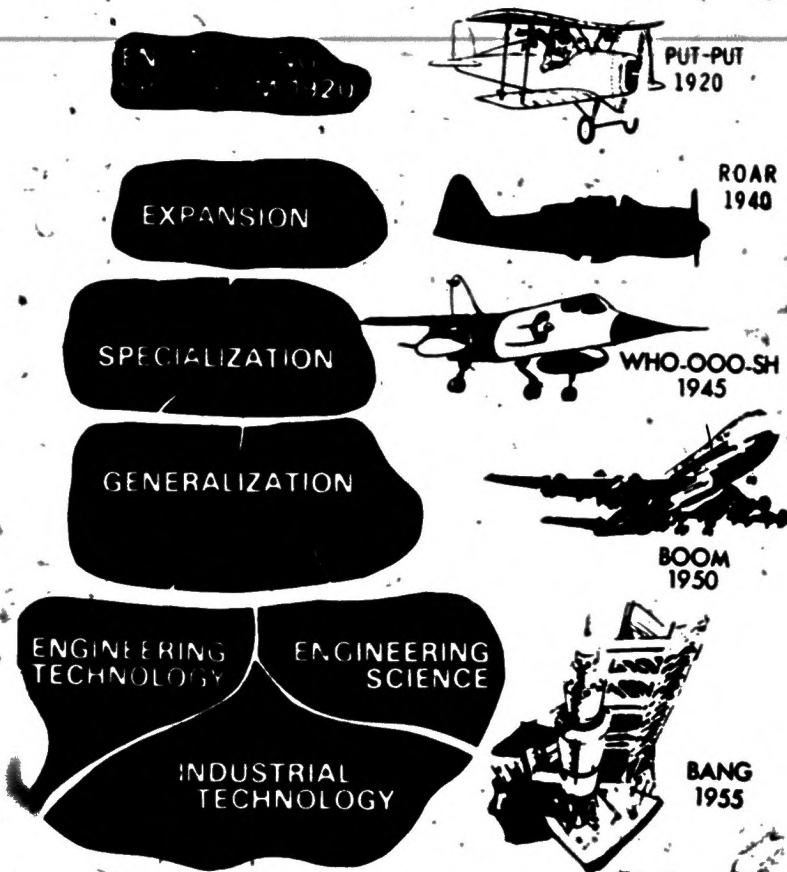 1920
PUT-PUT
1920
EXPANSION
ROAR
1940
SPECIALIZATION
WHO-OOO-SH
1945
GENERALIZATION
BOOM
1950
ENGINEERING
TECHNOLOGY
ENGINEERING
SCIENCE
INDUSTRIAL
TECHNOLOGY
BANG
1955